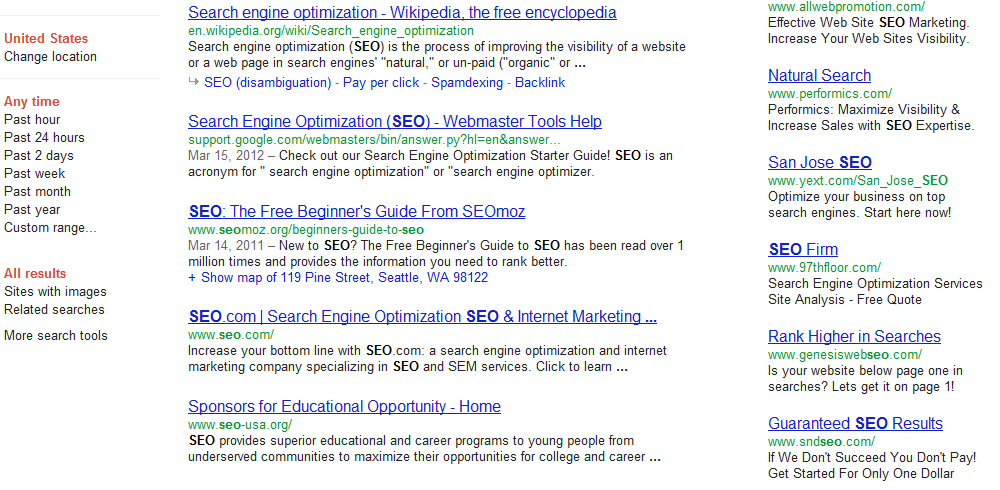 United States
Change location
Any time
Past hour
Past 24 hours
Past 2 days
Past week
Past month
Past year
Custom range...
All results
Sites with images
Related searches
More search tools
Search engine optimization - Wikipedia, the free encyclopedia
en.wikipedia.org/wiki/Search_engine_optimization
Search engine optimization (SEO) is the process of improving the visibility of a website
or a web page in search engines' "natural," or un-paid ("organic" or ...
SEO (disambiguation) - Pay per click - Spamdexing - Backlink
Search Engine Optimization (SEO) - Webmaster Tools Help
support.google.com/webmasters/bin/answer.py?hl=en&answer...
Mar 15, 2012 – Check out our Search Engine Optimization Starter Guide! SEO is an
acronym for " search engine optimization" or "search engine optimizer.
SEO: The Free Beginner's Guide From SEOmoz
www.seomoz.org/beginners-guide-to-seo
Mar 14, 2011 – New to SEO? The Free Beginner's Guide to SEO has been read over 1
million times and provides the information you need to rank better.
+ Show map of 119 Pine Street, Seattle, WA 98122
SEO.com | Search Engine Optimization SEO & Internet Marketing ...
www.seo.com/
Increase your bottom line with SEO.com: a search engine optimization and internet
marketing company specializing in SEO and SEM services. Click to learn ...
Sponsors for Educational Opportunity - Home
www.seo-usa.org/
SEO provides superior educational and career programs to young people from
underserved communities to maximize their opportunities for college and career ...
www.allwebpromotion.com/
Effective Web Site SEO Marketing.
Increase Your Web Sites Visibility.
Natural Search
www.performics.com/
Performics: Maximize Visibility &
Increase Sales with SEO Expertise.
San Jose SEO
www.yext.com/San_Jose_SEO
Optimize your business on top
search engines. Start here now!
SEO Firm
www.97thfloor.com/
Search Engine Optimization Services
Site Analysis - Free Quote
Rank Higher in Searches
www.genesiswebseo.com/
Is your website below page one in
searches? Lets get it on page 1!
Guaranteed SEO Results
www.sndseo.com/
If We Don't Succeed You Don't Pay!
Get Started For Only One Dollar